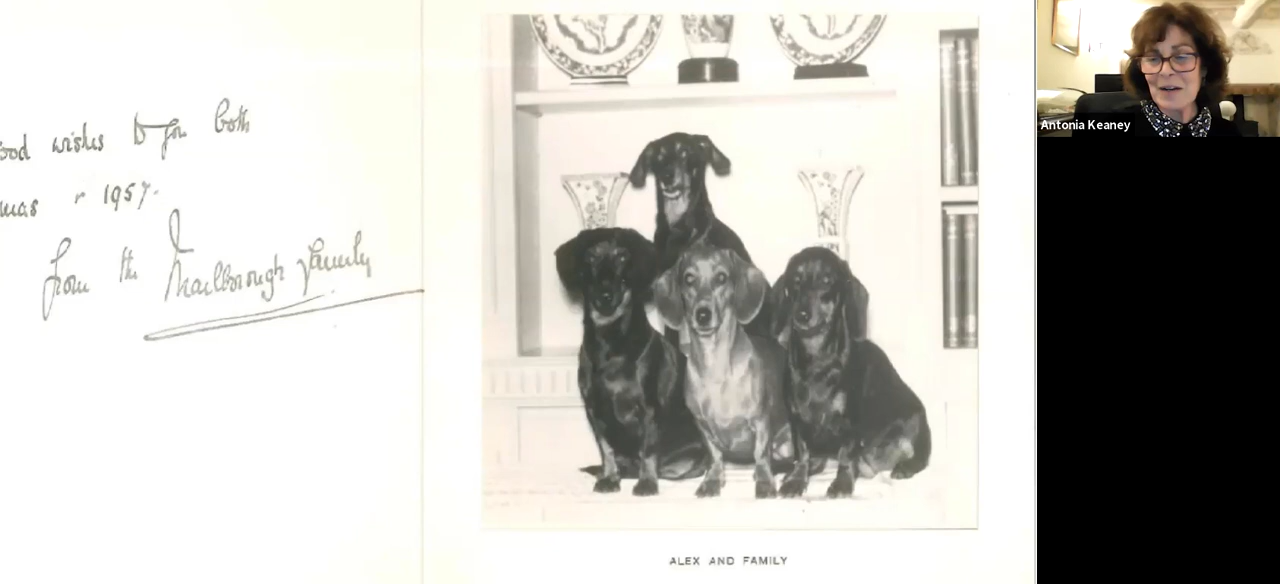 ood wishes to you both
mas & 1957.
from the Marlborough family
ALEX AND FAMILY
Antonia Keaney